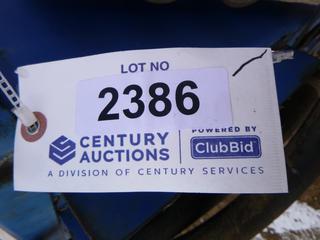 LOT NO
2386
CENTURY AUCTIONS
POWERED BY
ClubBid
A DIVISION OF CENTURY SERVICES